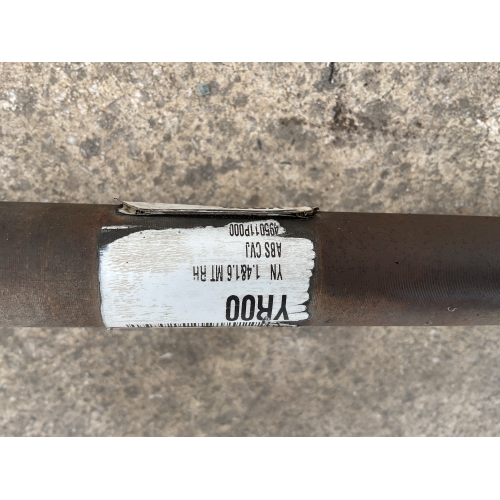 YR00
YN 1.4&1.6 MT RH
ABS CVJ
495011P000